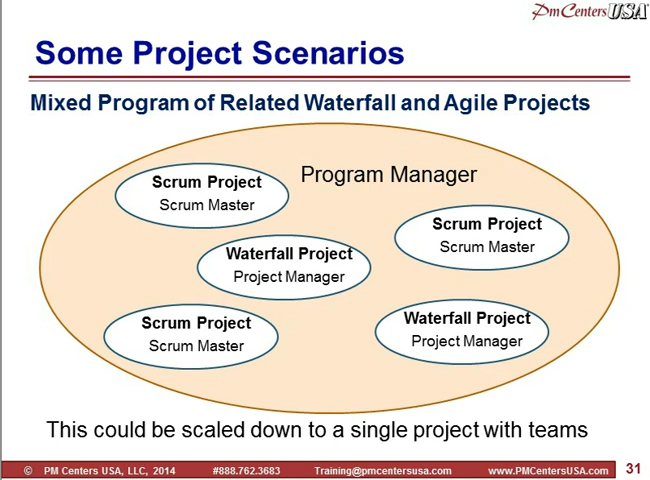 PmCenters USA
Some Project Scenarios
Mixed Program of Related Waterfall and Agile Projects
Program Manager
Scrum Project
Scrum Master
Scrum Project
Scrum Master
Waterfall Project
Project Manager
Scrum Project
Scrum Master
Waterfall Project
Project Manager
This could be scaled down to a single project with teams
© PM Centers USA, LLC, 2014 #888.762.3683 Training@pmcentersusa.com www.PMCentersUSA.com 31